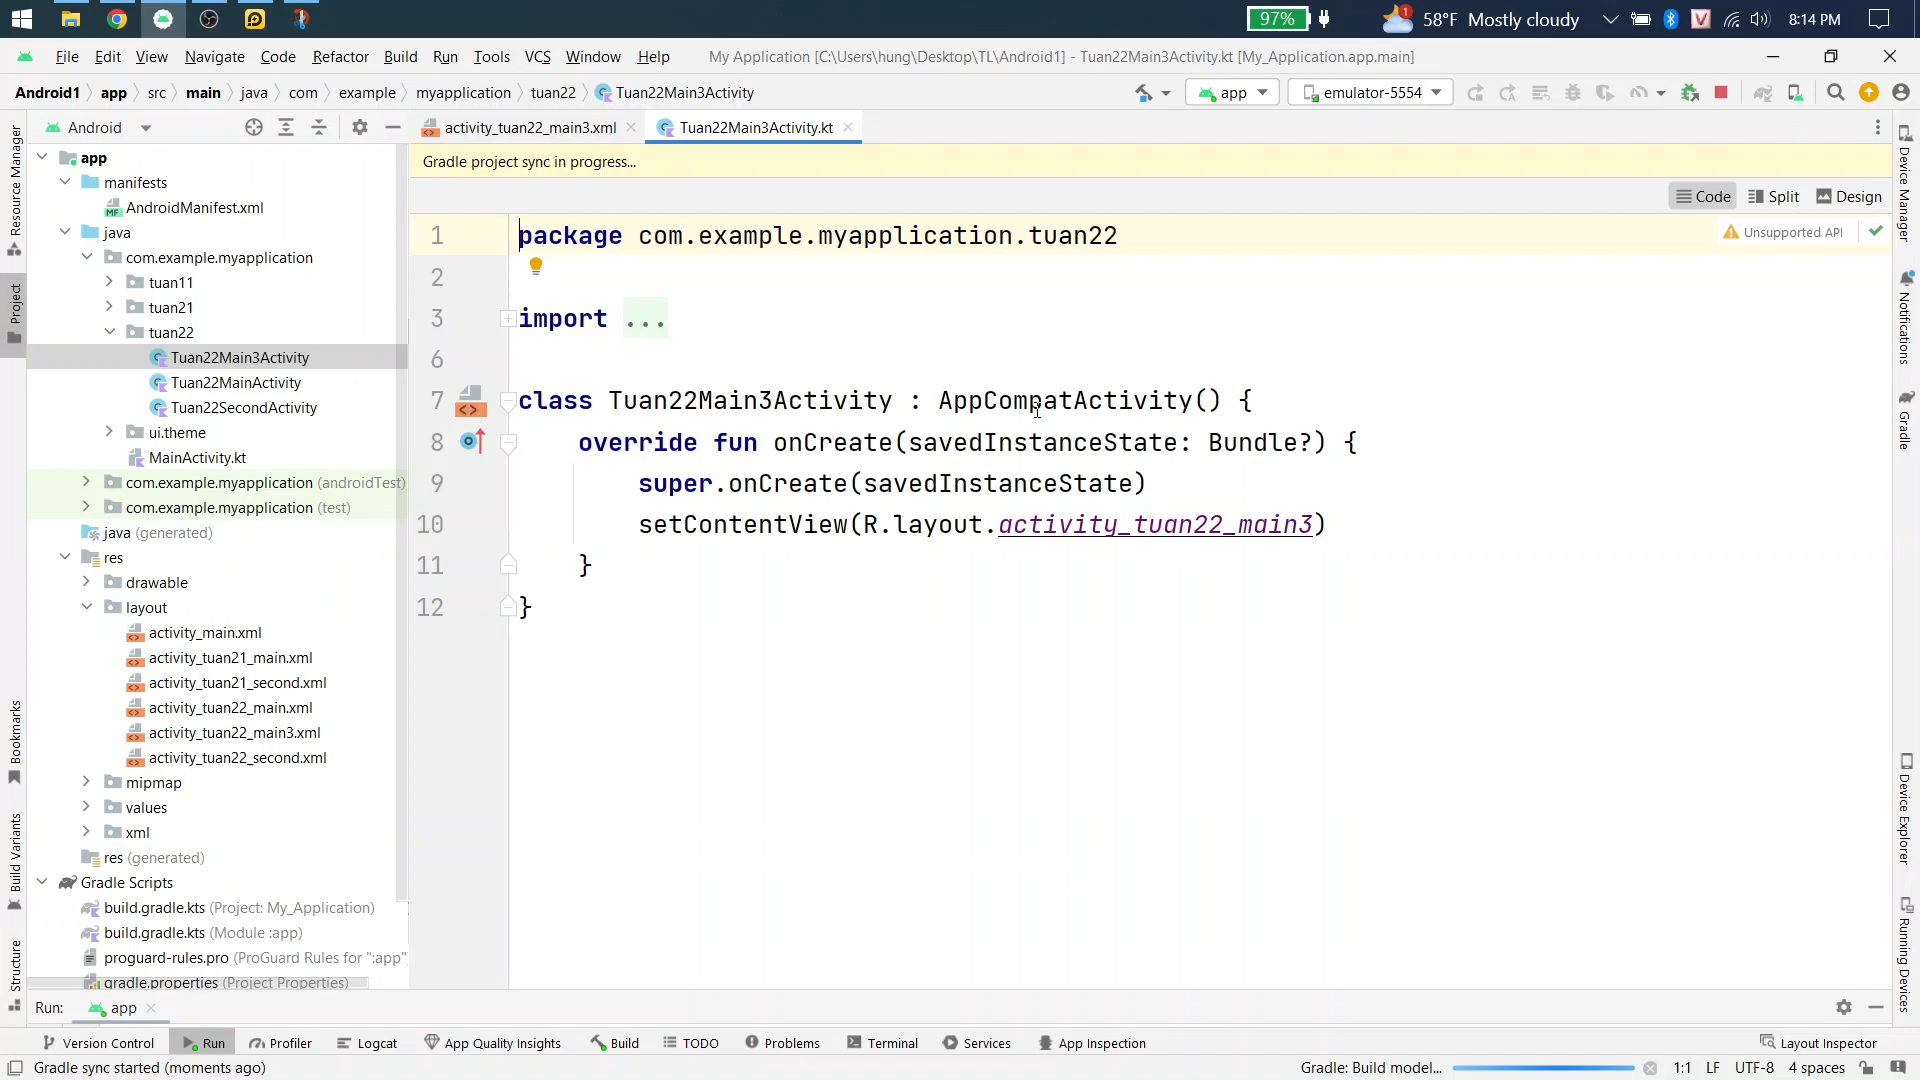 97%
1
58°F Mostly cloudy
V
8:14 PM
File Edit View Navigate Code Refactor Build Run Tools VCS Window Help
My Application [C:\Users\hung\Desktop\TL\Android1] - Tuan22Main3Activity.kt [My_Application.app.main]
Android1 app src main java com example myapplication tuan22 Tuan22Main3Activity
app
emulator-5554
Android
activity_tuan22_main3.xml
Tuan22Main3Activity.kt
Gradle project sync in progress...
Code Split Design
Unsupported API
app
manifests
AndroidManifest.xml
java
com.example.myapplication
tuan11
tuan21
tuan22
Tuan22Main3Activity
Tuan22MainActivity
Tuan22SecondActivity
ui.theme
MainActivity.kt
com.example.myapplication (androidTest)
com.example.myapplication (test)
java (generated)
res
drawable
layout
activity_main.xml
activity_tuan21_main.xml
activity_tuan21_second.xml
activity_tuan22_main.xml
activity_tuan22_main3.xml
activity_tuan22_second.xml
mipmap
values
xml
res (generated)
Gradle Scripts
build.gradle.kts (Project: My_Application)
build.gradle.kts (Module :app)
proguard-rules.pro (ProGuard Rules for ":app"
gradle.properties (Project Properties)
1 package com.example.myapplication.tuan22
2
3 import ...
6
7 class Tuan22Main3Activity : AppCompatActivity() {
8 override fun onCreate(savedInstanceState: Bundle?) {
9 super.onCreate(savedInstanceState)
10 setContentView(R.layout.activity_tuan22_main3)
11 }
12 }
Resource Manager
Project
Bookmarks
Build Variants
Structure
Device Manager
Notifications
Gradle
Device Explorer
Running Devices
Run: app
Version Control Run Profiler Logcat App Quality Insights Build TODO Problems Terminal Services App Inspection Layout Inspector
Gradle sync started (moments ago)
Gradle: Build model...
1:1 LF UTF-8 4 spaces